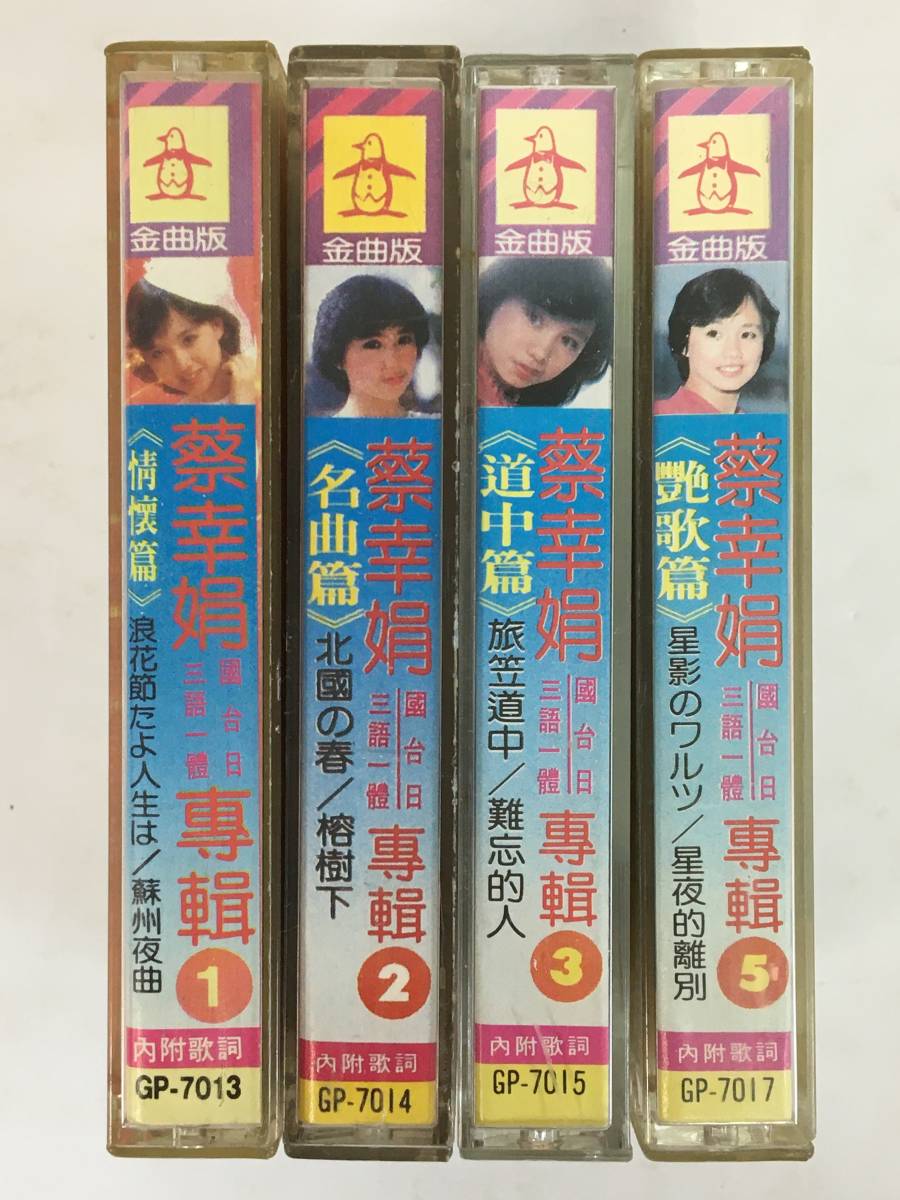 金曲版
蔡幸娟
《情懷篇》
浪花節だよ人生は/蘇州夜曲
國台日
三語一體
專輯
1
內附歌詞
GP-7013
金曲版
蔡幸娟
《名曲篇》
北國の春/榕樹下
國台日
三語一體
專輯
2
內附歌詞
GP-7014
金曲版
蔡幸娟
《道中篇》
旅笠道中/難忘的人
國台日
三語一體
專輯
3
內附歌詞
GP-7015
金曲版
蔡幸娟
《艷歌篇》
星影のワルツ/星夜的離別
國台日
三語一體
專輯
5
內附歌詞
GP-7017